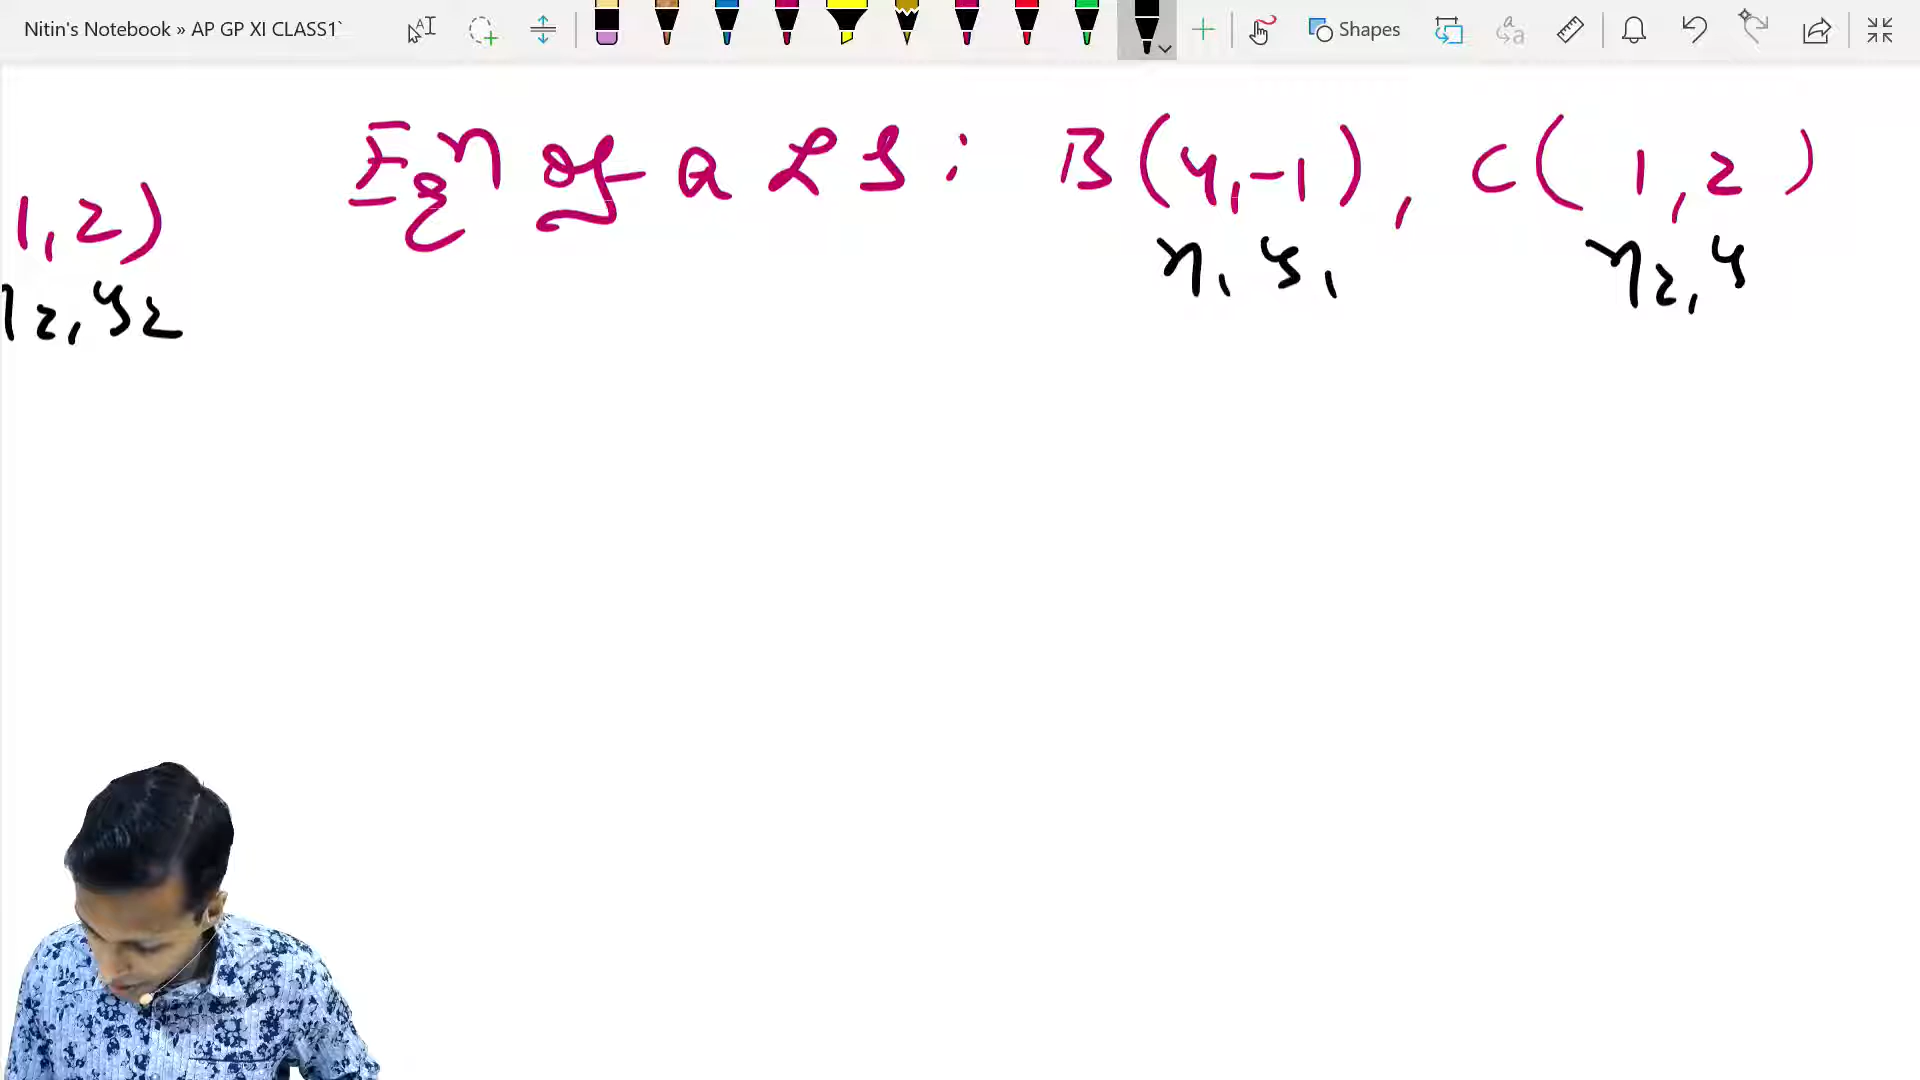 Nitin's Notebook » AP GP XI CLASS1`
Shapes
Eqn of a LS : B(4,-1), C(1,2)
1,2)
x1 y1 x2,y
x2,y2